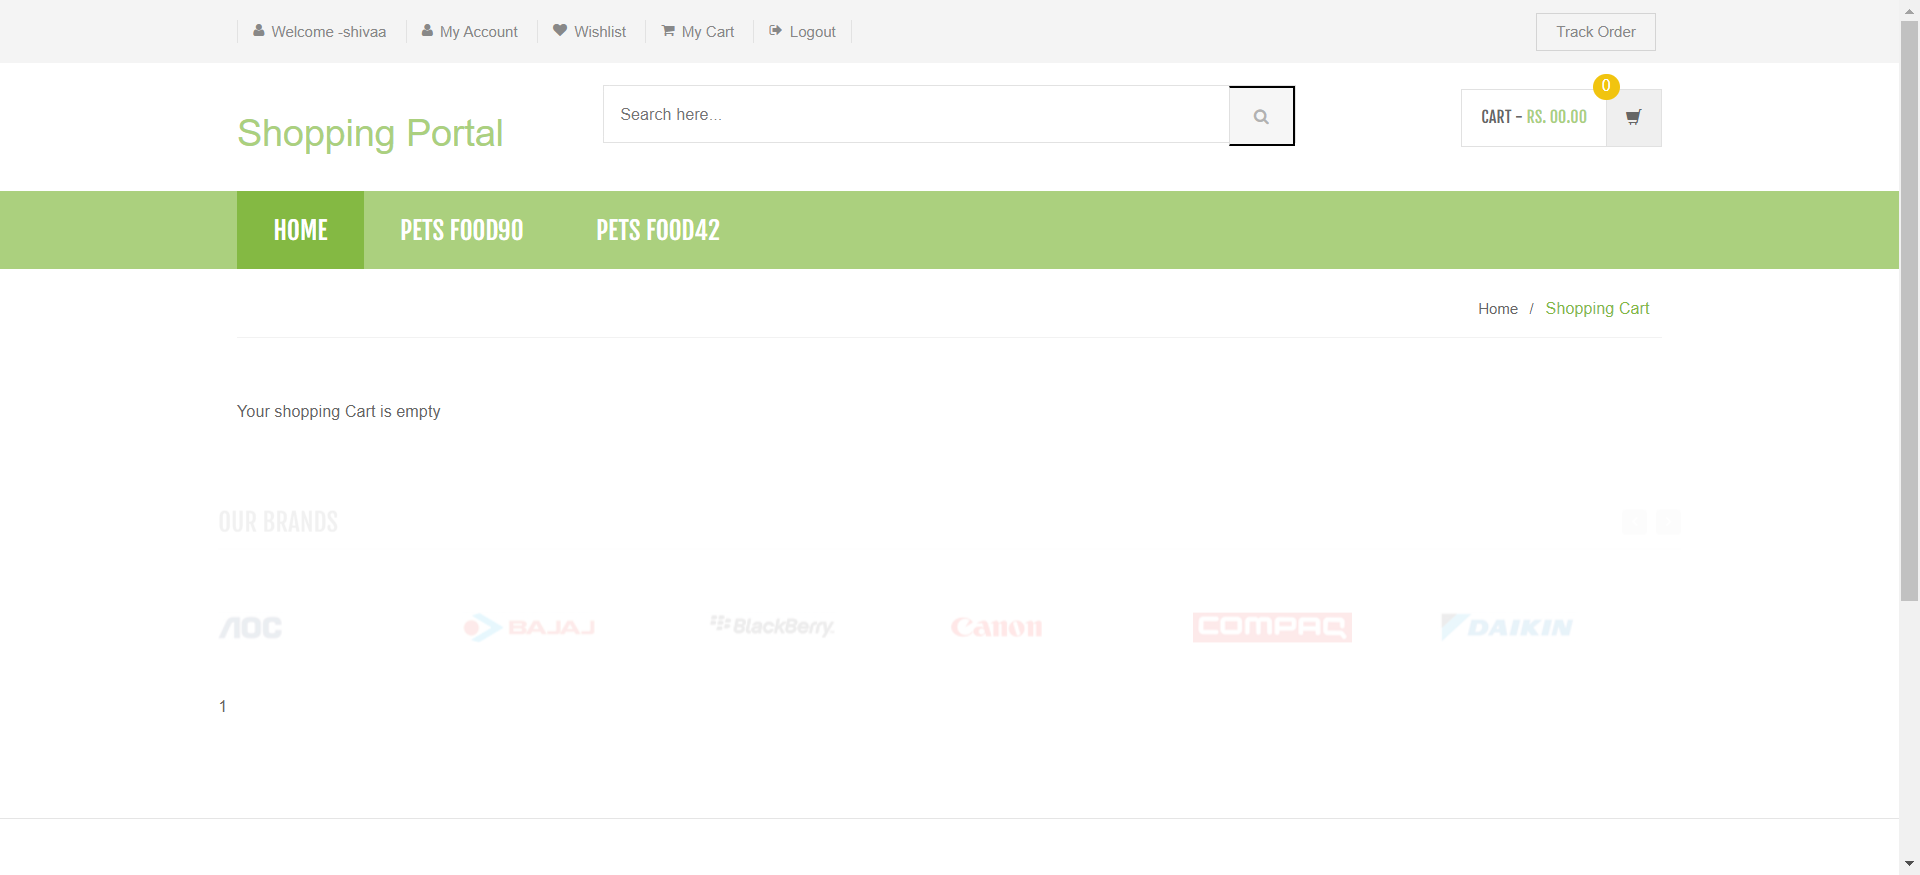 Welcome -shivaa
My Account
Wishlist
My Cart
Logout
Track Order
Shopping Portal
Search here...
CART - RS. 00.00
0
HOME
PETS FOOD90
PETS FOOD42
Home / Shopping Cart
Your shopping Cart is empty
OUR BRANDS
AOC
BAJAJ
BlackBerry
Canon
COMPAQ
DAIKIN
1